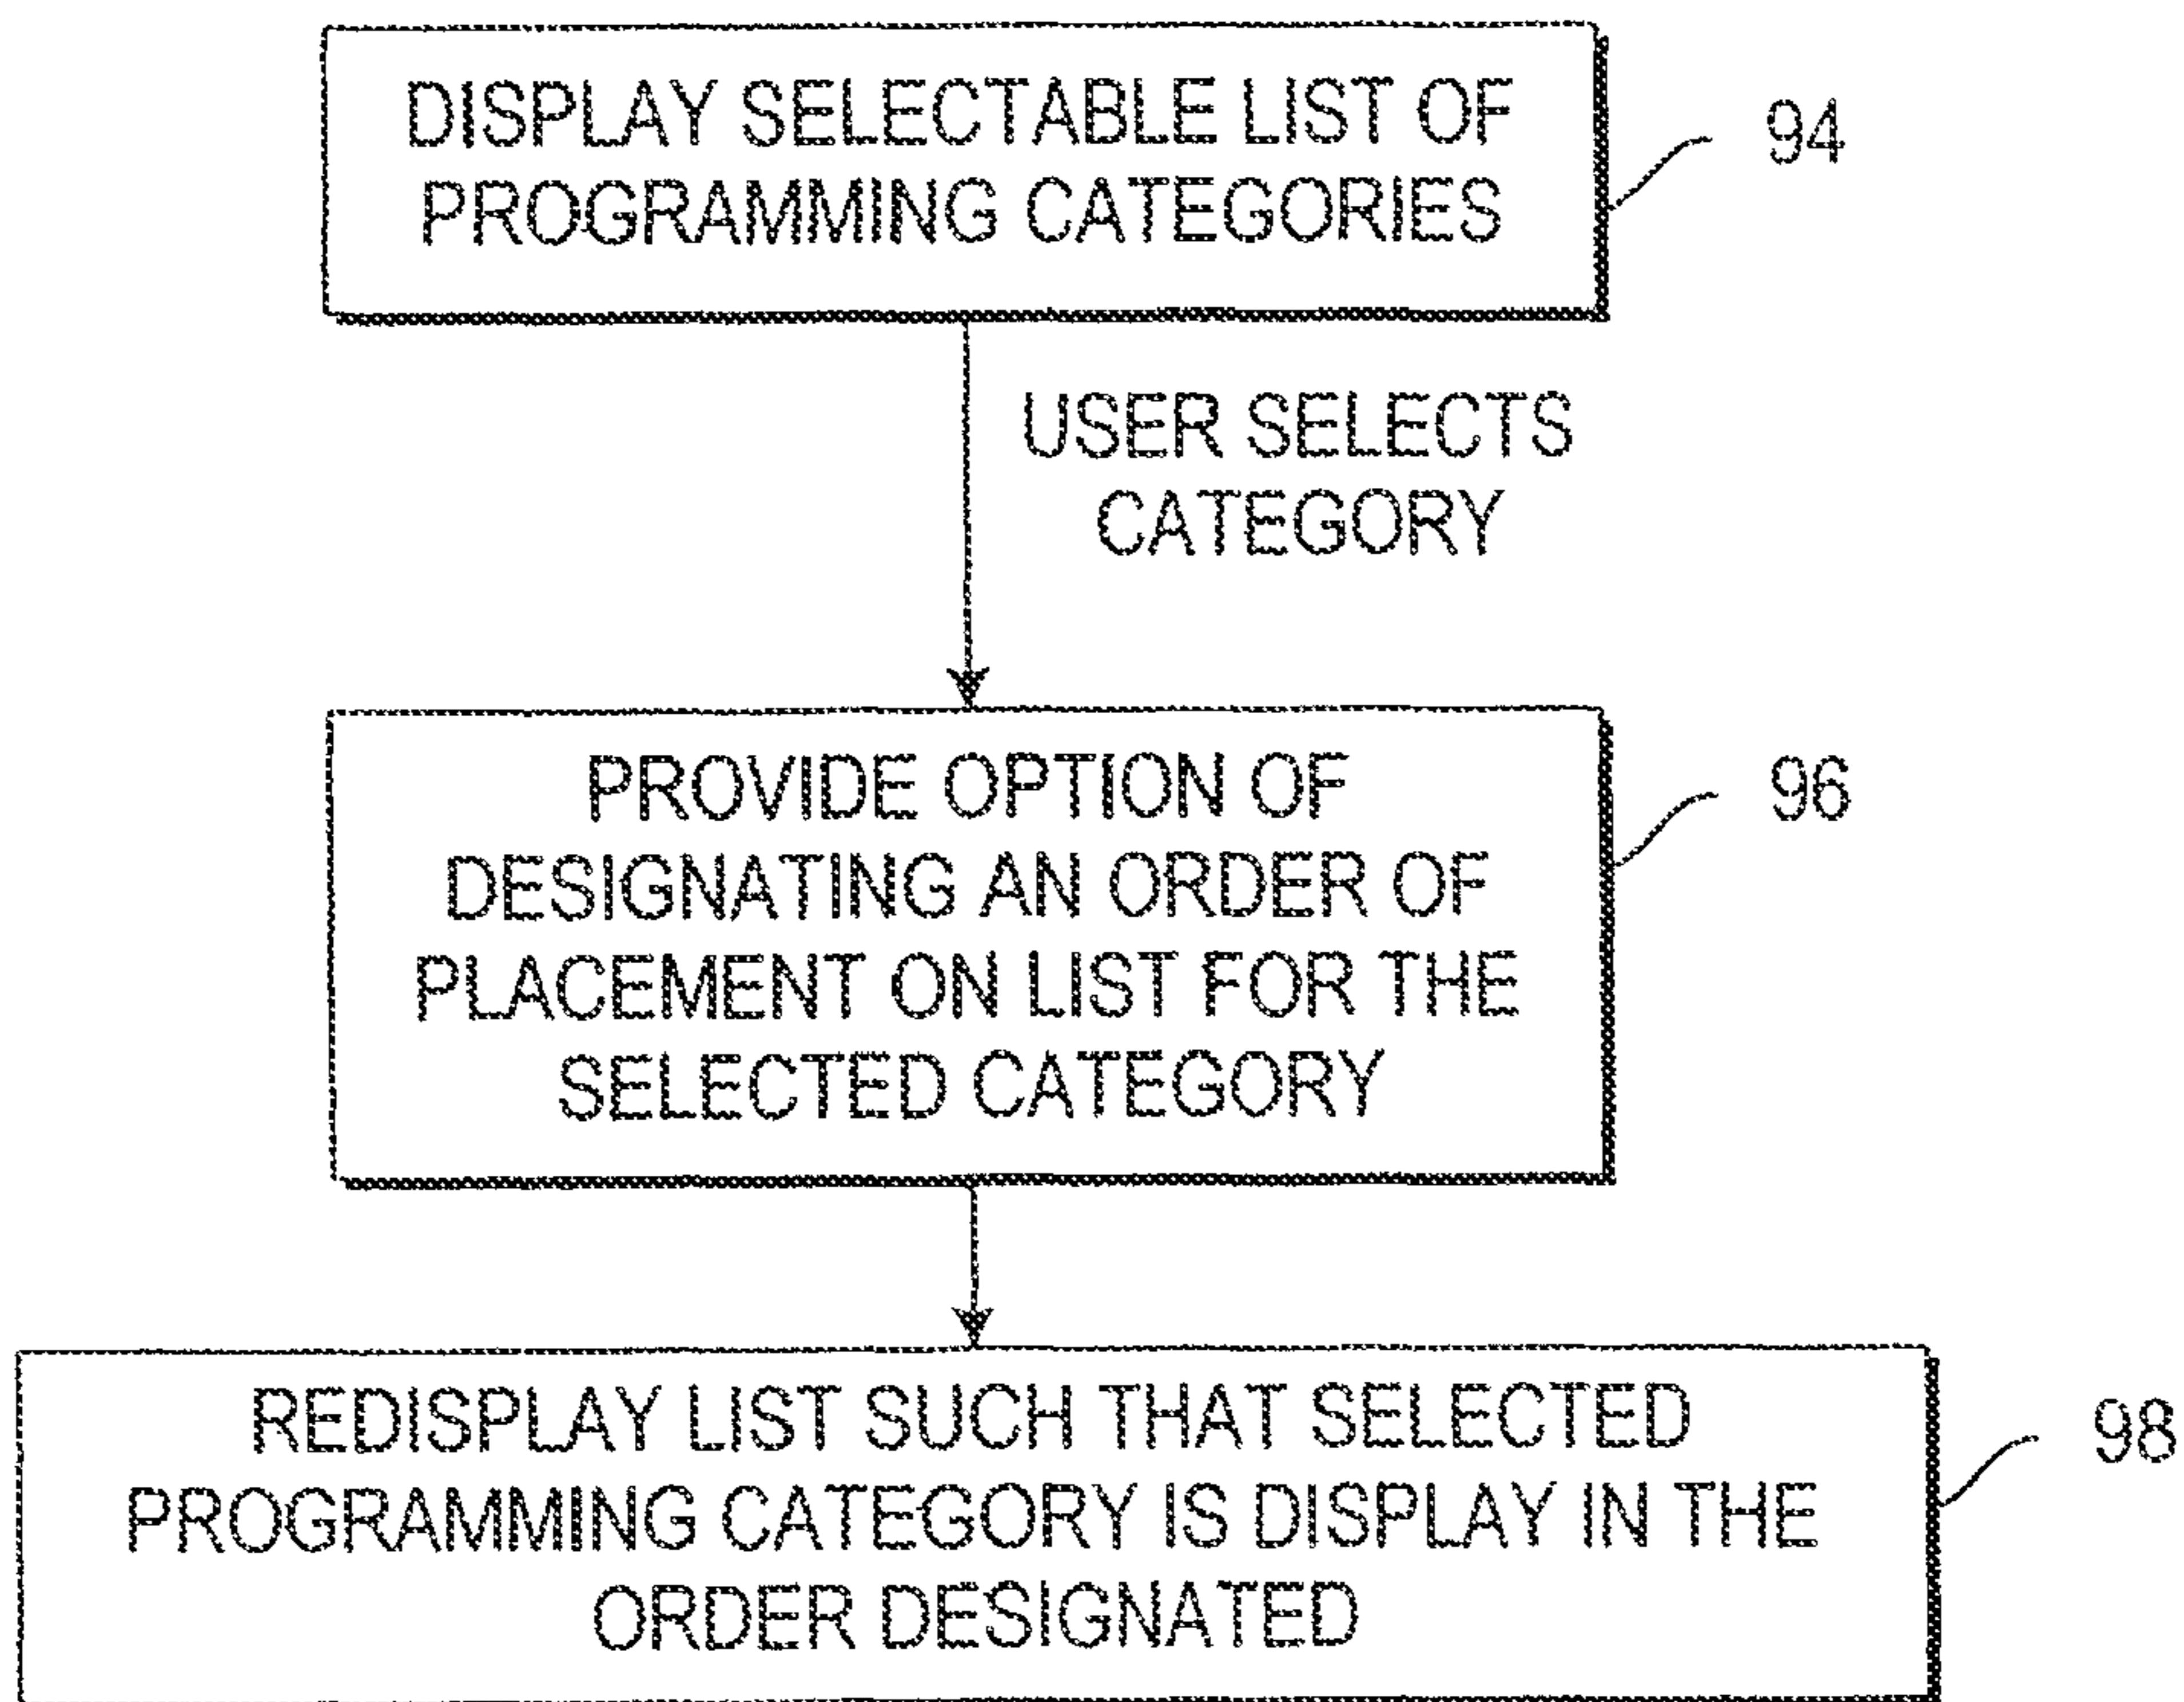 DISPLAY SELECTABLE LIST OF
PROGRAMMING CATEGORIES
94
USER SELECTS
CATEGORY
PROVIDE OPTION OF
DESIGNATING AN ORDER OF
PLACEMENT ON LIST FOR THE
SELECTED CATEGORY
96
REDISPLAY LIST SUCH THAT SELECTED
PROGRAMMING CATEGORY IS DISPLAY IN THE
ORDER DESIGNATED
98